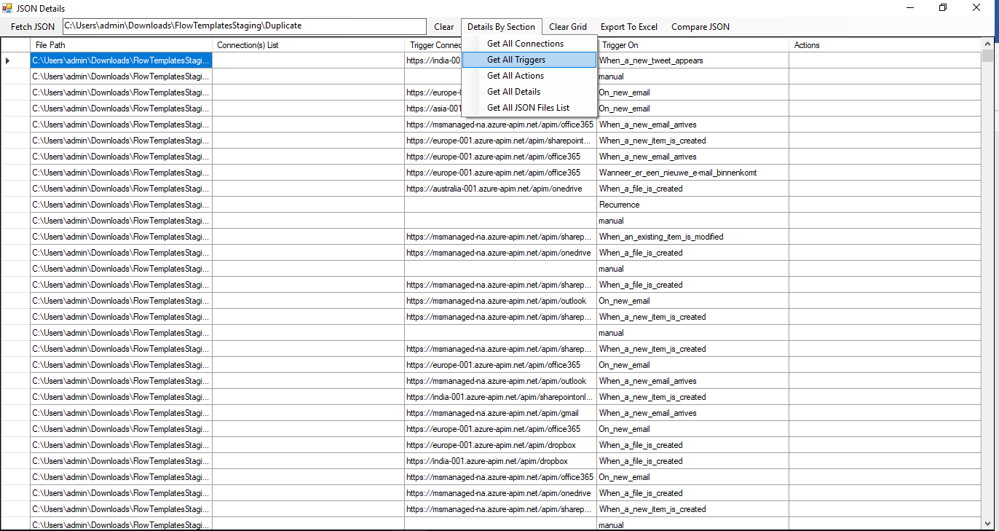 JSON Details
Fetch JSON C:\Users\admin\Downloads\FlowTemplatesStaging\Duplicate Clear Details By Section Clear Grid Export To Excel Compare JSON
File Path Connection(s) List Trigger Connec Get All Connections Trigger On Actions
C:\Users\admin\Downloads\FlowTemplatesStagi... https://india-001 Get All Triggers When_a_new_tweet_appears
C:\Users\admin\Downloads\FlowTemplatesStagi... Get All Actions manual
C:\Users\admin\Downloads\FlowTemplatesStagi... https://europe-0 Get All Details On_new_email
C:\Users\admin\Downloads\FlowTemplatesStagi... https://asia-001 Get All JSON Files List On_new_email
C:\Users\admin\Downloads\FlowTemplatesStagi... https://msmanaged-na.azure-apim.net/apim/office365 When_a_new_email_arrives
C:\Users\admin\Downloads\FlowTemplatesStagi... https://europe-001.azure-apim.net/apim/sharepoint... When_a_new_item_is_created
C:\Users\admin\Downloads\FlowTemplatesStagi... https://europe-001.azure-apim.net/apim/office365 When_a_new_email_arrives
C:\Users\admin\Downloads\FlowTemplatesStagi... https://europe-001.azure-apim.net/apim/office365 Wanneer_er_een_nieuwe_e-mail_binnenkomt
C:\Users\admin\Downloads\FlowTemplatesStagi... https://australia-001.azure-apim.net/apim/onedrive When_a_file_is_created
C:\Users\admin\Downloads\FlowTemplatesStagi... Recurrence
C:\Users\admin\Downloads\FlowTemplatesStagi... manual
C:\Users\admin\Downloads\FlowTemplatesStagi... https://msmanaged-na.azure-apim.net/apim/sharep... When_an_existing_item_is_modified
C:\Users\admin\Downloads\FlowTemplatesStagi... https://msmanaged-na.azure-apim.net/apim/onedrive When_a_file_is_created
C:\Users\admin\Downloads\FlowTemplatesStagi... manual
C:\Users\admin\Downloads\FlowTemplatesStagi... https://msmanaged-na.azure-apim.net/apim/sharep... When_a_file_is_created
C:\Users\admin\Downloads\FlowTemplatesStagi... https://msmanaged-na.azure-apim.net/apim/outlook On_new_email
C:\Users\admin\Downloads\FlowTemplatesStagi... https://msmanaged-na.azure-apim.net/apim/sharep... When_a_new_item_is_created
C:\Users\admin\Downloads\FlowTemplatesStagi... manual
C:\Users\admin\Downloads\FlowTemplatesStagi... https://msmanaged-na.azure-apim.net/apim/sharep... When_a_new_item_is_created
C:\Users\admin\Downloads\FlowTemplatesStagi... https://europe-001.azure-apim.net/apim/office365 On_new_email
C:\Users\admin\Downloads\FlowTemplatesStagi... https://msmanaged-na.azure-apim.net/apim/outlook When_a_new_email_arrives
C:\Users\admin\Downloads\FlowTemplatesStagi... https://india-001.azure-apim.net/apim/sharepointonl... When_a_new_item_is_created
C:\Users\admin\Downloads\FlowTemplatesStagi... https://msmanaged-na.azure-apim.net/apim/gmail When_a_new_email_arrives
C:\Users\admin\Downloads\FlowTemplatesStagi... https://europe-001.azure-apim.net/apim/office365 On_new_email
C:\Users\admin\Downloads\FlowTemplatesStagi... https://europe-001.azure-apim.net/apim/dropbox When_a_file_is_created
C:\Users\admin\Downloads\FlowTemplatesStagi... https://india-001.azure-apim.net/apim/dropbox When_a_file_is_created
C:\Users\admin\Downloads\FlowTemplatesStagi... https://msmanaged-na.azure-apim.net/apim/office365 On_new_email
C:\Users\admin\Downloads\FlowTemplatesStagi... https://msmanaged-na.azure-apim.net/apim/onedrive When_a_file_is_created
C:\Users\admin\Downloads\FlowTemplatesStagi... https://msmanaged-na.azure-apim.net/apim/sharep... When_a_new_item_is_created
C:\Users\admin\Downloads\FlowTemplatesStagi... manual